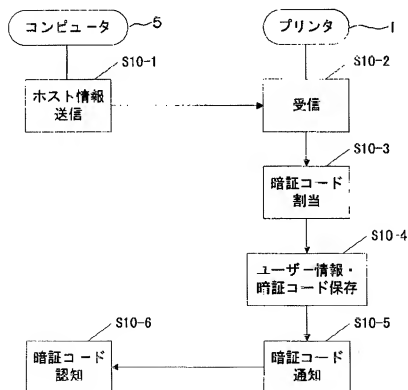 コンピュータ
5
プリンタ
1
S10-1
ホスト情報
送信
S10-2
受信
S10-3
暗証コード
割当
S10-4
ユーザー情報・
暗証コード保存
S10-5
暗証コード
通知
S10-6
暗証コード
認知